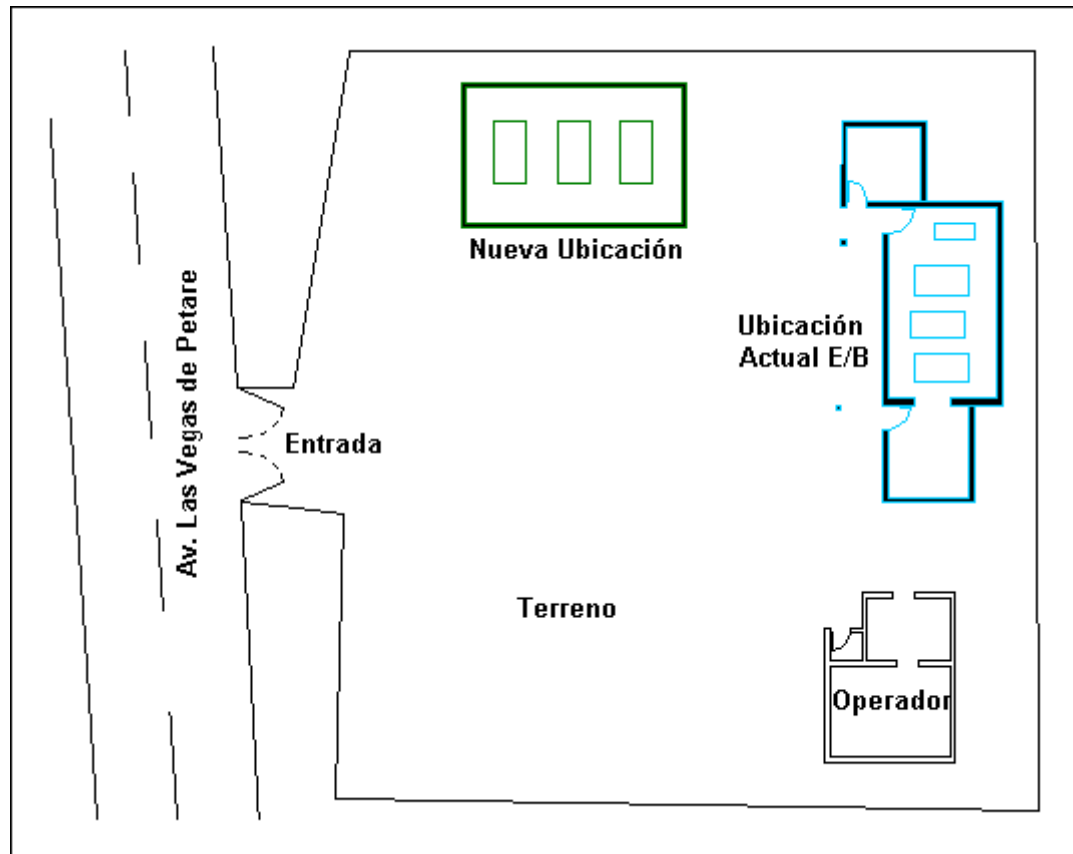 Nueva Ubicación
Ubicación
Actual E/B
Av. Las Vegas de Petare
Entrada
Terreno
Operador